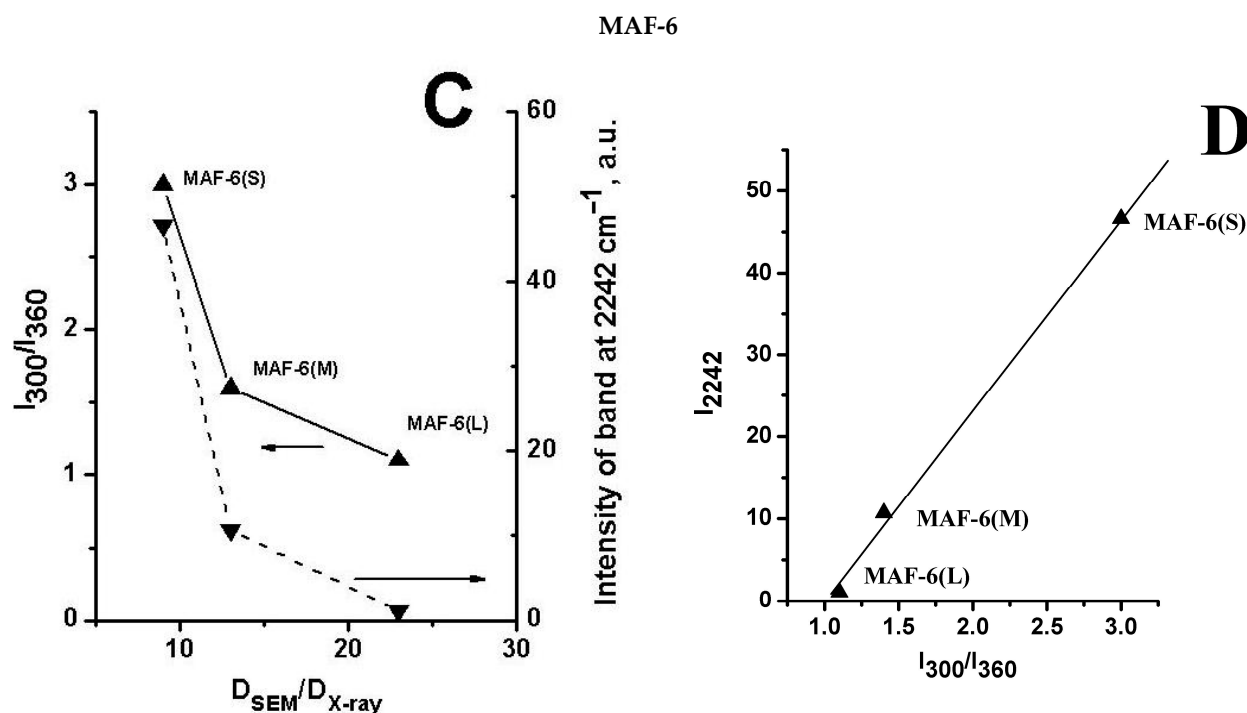 MAF-6
C
I300/I360
3
2
1
0
MAF-6(S)
MAF-6(M)
MAF-6(L)
60
40
20
0
Intensity of band at 2242 cm⁻¹ , a.u.
10
20
30
DSEM/DX-ray
D
I2242
50
40
30
20
10
0
MAF-6(S)
MAF-6(M)
MAF-6(L)
1.0
1.5
2.0
2.5
3.0
I300/I360